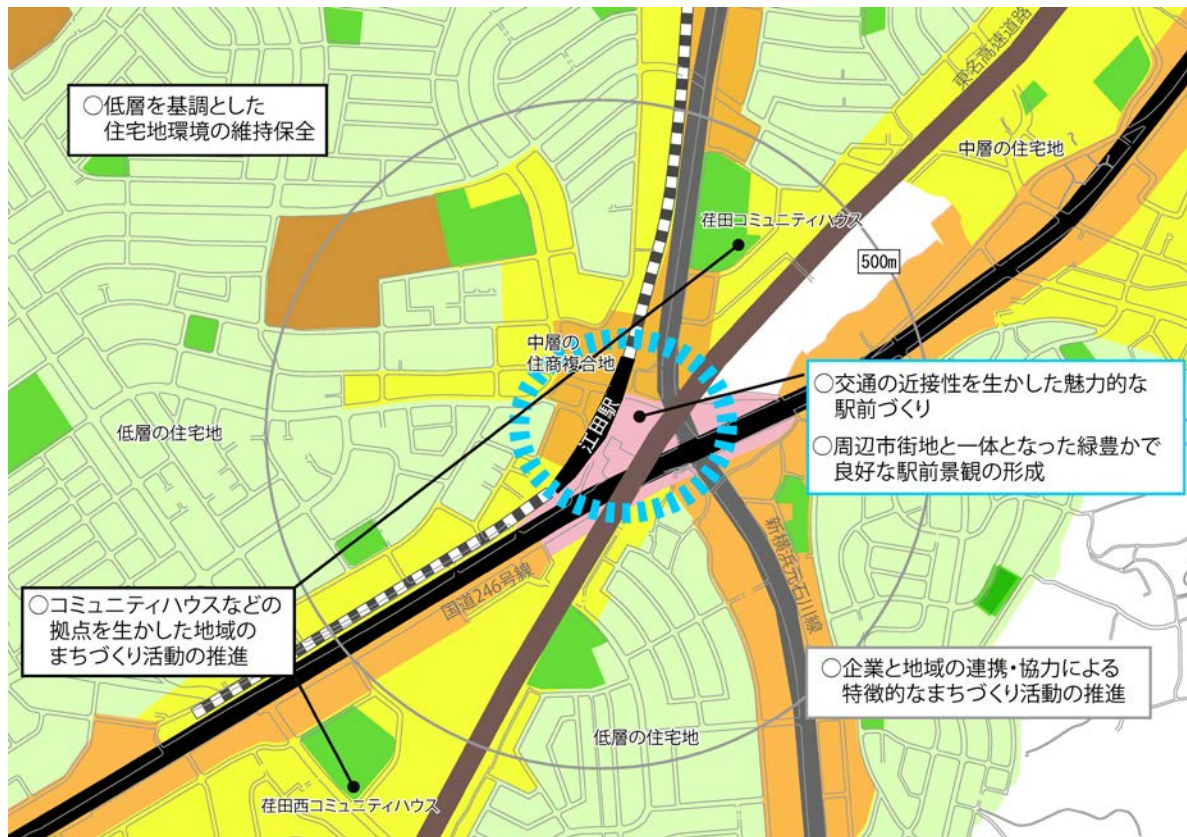 ○低層を基調とした
住宅地環境の維持保全
東名高速道路
中層の住宅地
荏田コミュニティハウス
500m
中層の
住商複合地
江田駅
低層の住宅地
○交通の近接性を生かした魅力的な
駅前づくり
○周辺市街地と一体となった緑豊かで
良好な駅前景観の形成
国道246号線
新横浜元石川線
○コミュニティハウスなどの
拠点を生かした地域の
まちづくり活動の推進
○企業と地域の連携・協力による
特徴的なまちづくり活動の推進
低層の住宅地
荏田西コミュニティハウス